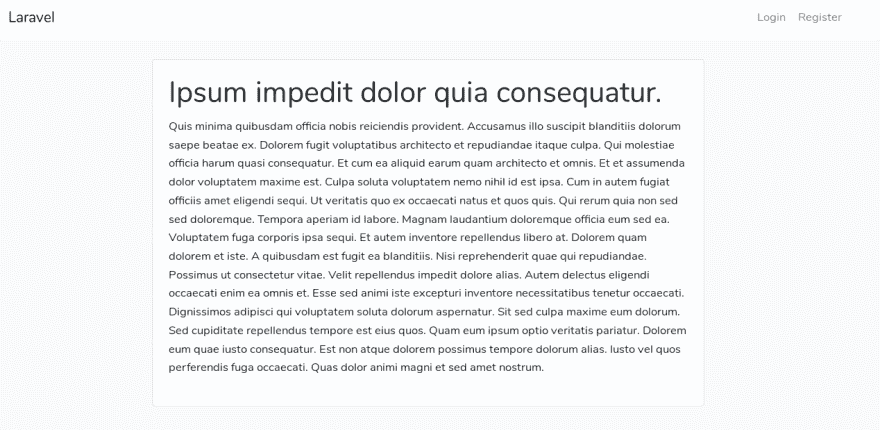 Laravel
Login Register
Ipsum impedit dolor quia consequatur.
Quis minima quibusdam officia nobis reiciendis provident. Accusamus illo suscipit blanditiis dolorum
saepe beatae ex. Dolorem fugit voluptatibus architecto et repudiandae itaque culpa. Qui molestiae
officia harum quasi consequatur. Et cum ea aliquid earum quam architecto et omnis. Et et assumenda
dolor voluptatem maxime est. Culpa soluta voluptatem nemo nihil id est ipsa. Cum in autem fugiat
officiis amet eligendi sequi. Ut veritatis quo ex occaecati natus et quos quis. Qui rerum quia non sed
sed doloremque. Tempora aperiam id labore. Magnam laudantium doloremque officia eum sed ea.
Voluptatem fuga corporis ipsa sequi. Et autem inventore repellendus libero at. Dolorem quam
dolorem et iste. A quibusdam est fugit ea blanditiis. Nisi reprehenderit quae qui repudiandae.
Possimus ut consectetur vitae. Velit repellendus impedit dolore alias. Autem delectus eligendi
occaecati enim ea omnis et. Esse sed animi iste excepturi inventore necessitatibus tenetur occaecati.
Dignissimos adipisci qui voluptatem soluta dolorum aspernatur. Sit sed culpa maxime eum dolorum.
Sed cupiditate repellendus tempore est eius quos. Quam eum ipsum optio veritatis pariatur. Dolorem
eum quae iusto consequatur. Est non atque dolorem possimus tempore dolorum alias. Iusto vel quos
perferendis fuga occaecati. Quas dolor animi magni et sed amet nostrum.